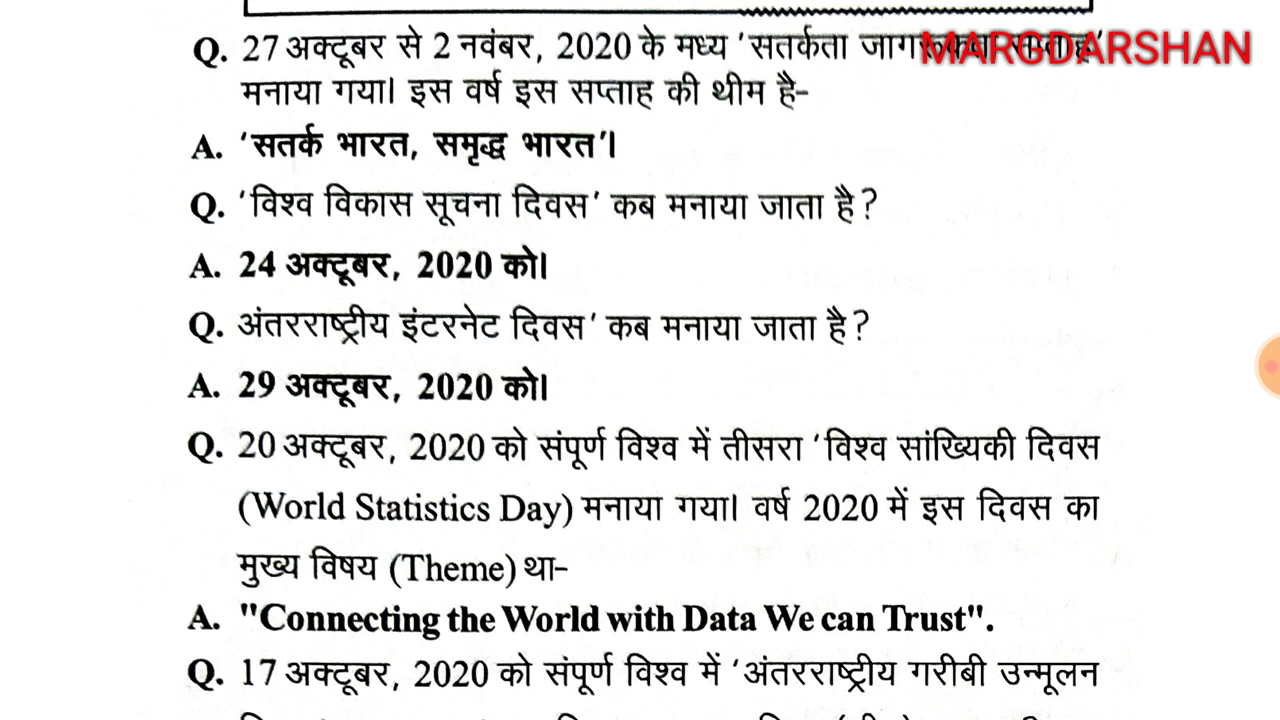 Q. 27 अक्टूबर से 2 नवंबर, 2020 के मध्य 'सतर्कता
MARGDARSHAN
मनाया गया। इस वर्ष इस सप्ताह की थीम है-
A. 'सतर्क भारत, समृद्ध भारत'।
Q. 'विश्व विकास सूचना दिवस' कब मनाया जाता है?
A. 24 अक्टूबर, 2020 को।
Q. अंतरराष्ट्रीय इंटरनेट दिवस' कब मनाया जाता है?
A. 29 अक्टूबर, 2020 को।
Q. 20 अक्टूबर, 2020 को संपूर्ण विश्व में तीसरा 'विश्व सांख्यिकी दिवस
(World Statistics Day) मनाया गया। वर्ष 2020 में इस दिवस का
मुख्य विषय (Theme) था-
A. "Connecting the World with Data We can Trust".
Q. 17 अक्टूबर, 2020 को संपूर्ण विश्व में 'अंतरराष्ट्रीय गरीबी उन्मूलन